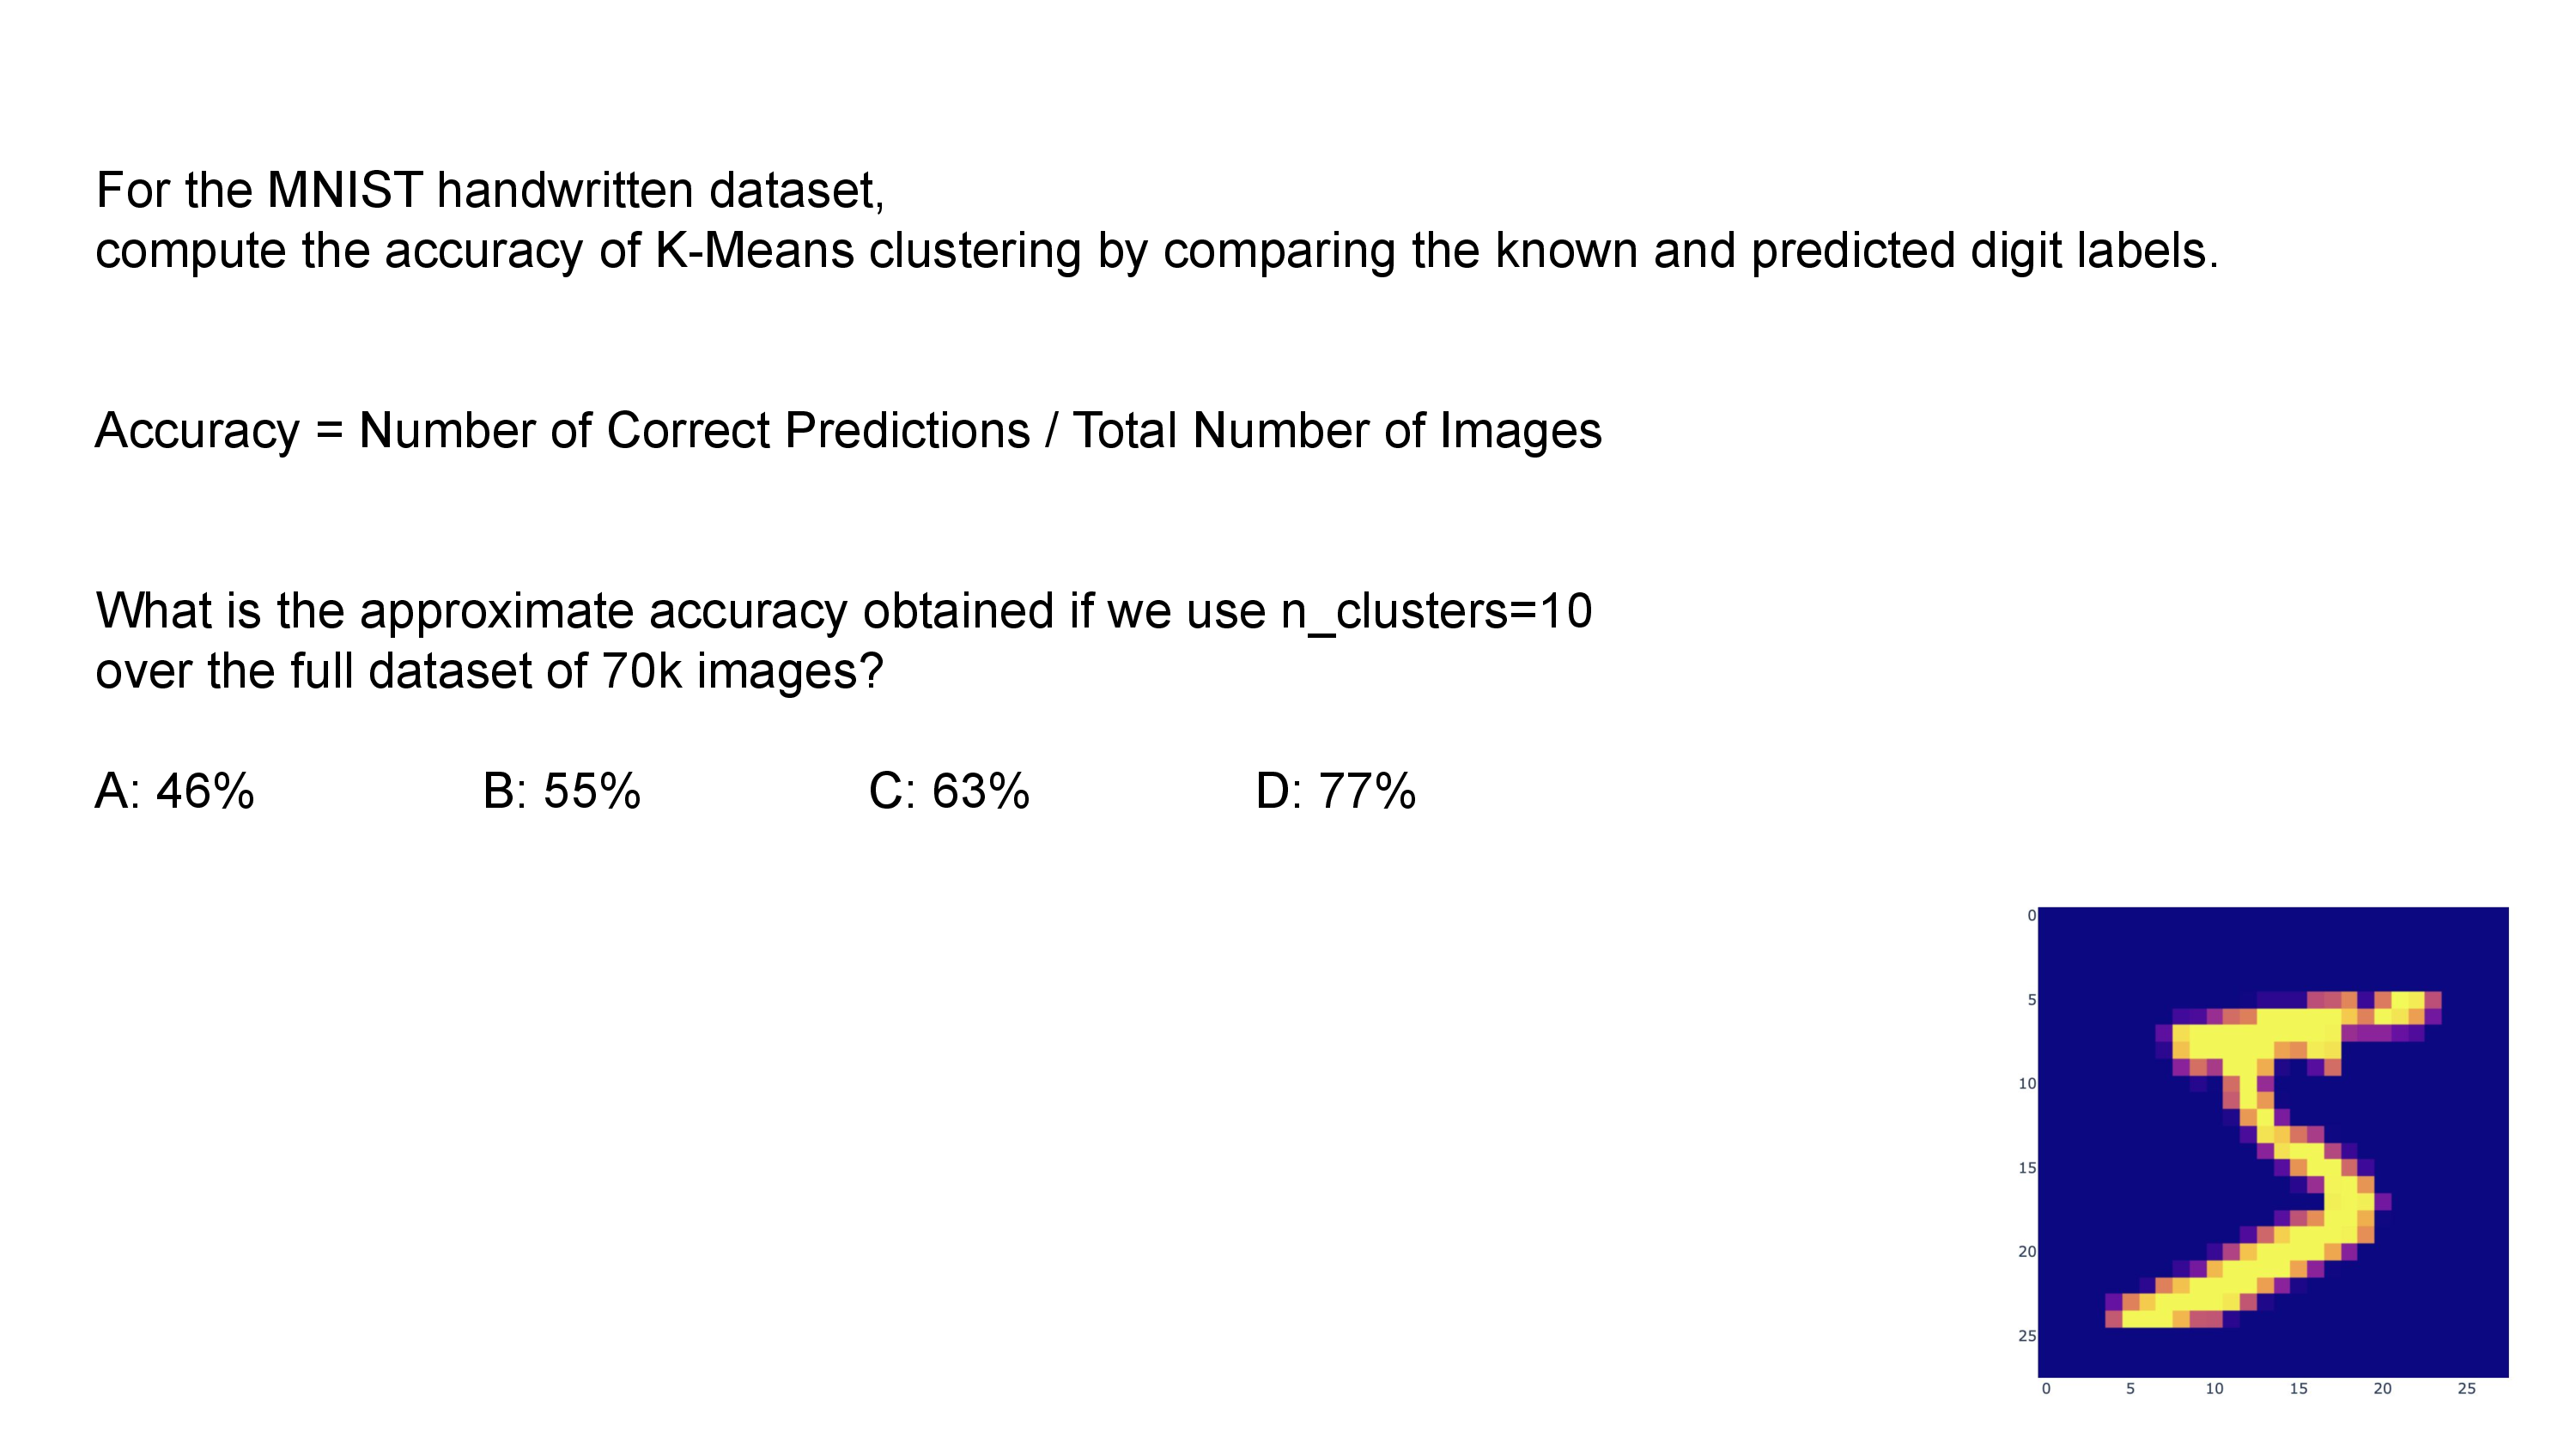 For the MNIST handwritten dataset,
compute the accuracy of K-Means clustering by comparing the known and predicted digit labels.
Accuracy = Number of Correct Predictions / Total Number of Images
What is the approximate accuracy obtained if we use n_clusters=10
over the full dataset of 70k images?
A: 46% B: 55% C: 63% D: 77%
0
5
10
15
20
25
0 5 10 15 20 25